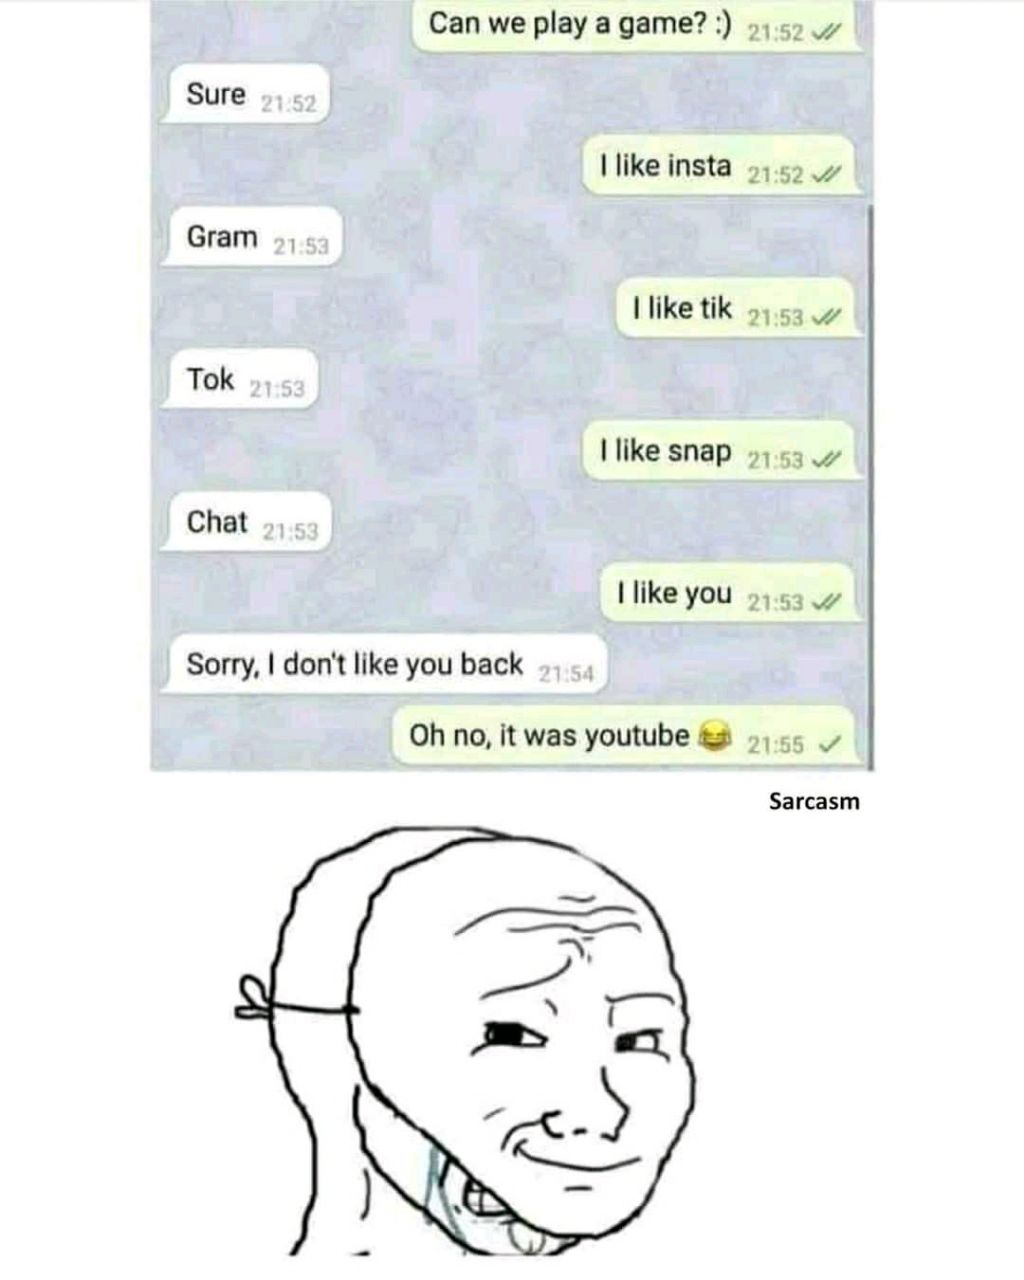 Can we play a game? :) 21:52
Sure 21:52
I like insta 21:52
Gram 21:53
I like tik 21:53
Tok 21:53
I like snap 21:53
Chat 21:53
I like you 21:53
Sorry, I don't like you back 21:54
Oh no, it was youtube 😂 21:55
Sarcasm